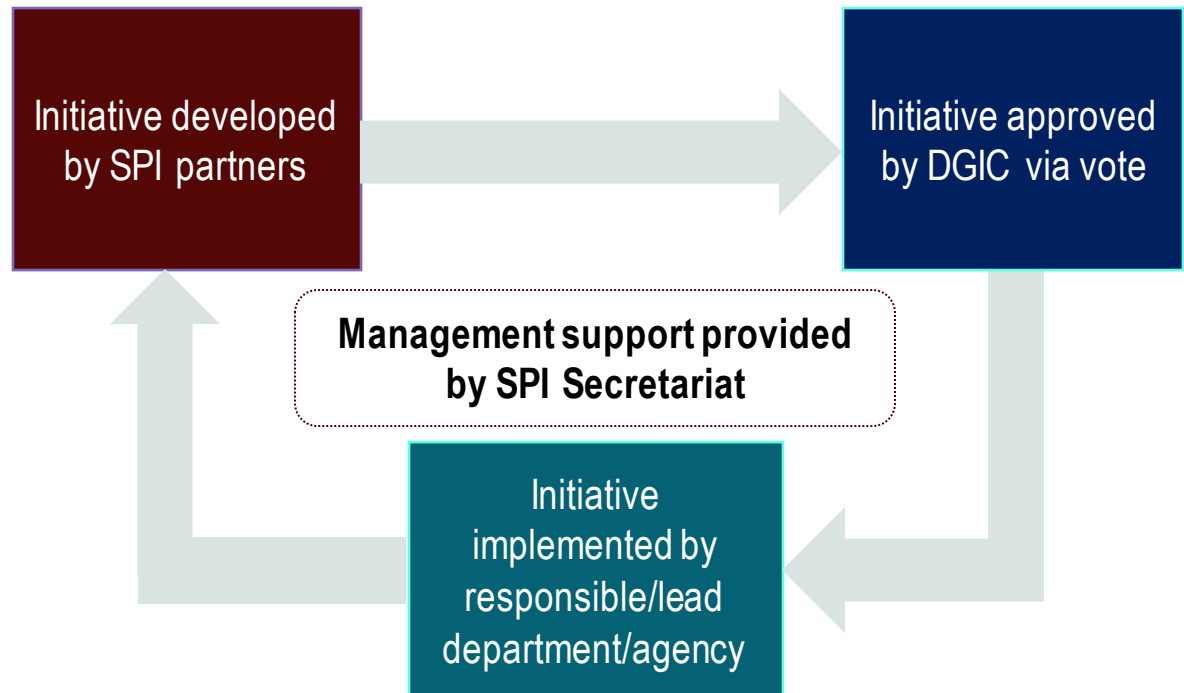 Initiative developed
by SPI partners
Initiative approved
by DGIC via vote
Management support provided
by SPI Secretariat
Initiative
implemented by
responsible/lead
department/agency